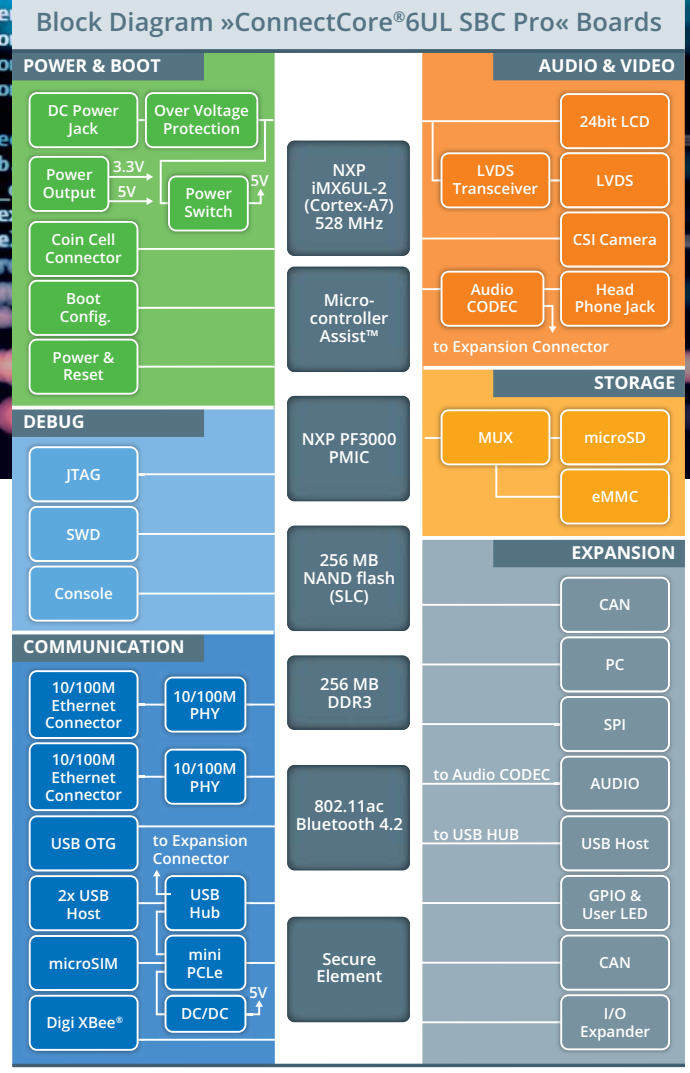 Block Diagram »ConnectCore®6UL SBC Pro« Boards
POWER & BOOT
DC Power
Jack
Over Voltage
Protection
Power
Output
3.3V
5V
Power
Switch
5V
Coin Cell
Connector
Boot
Config.
Power &
Reset
DEBUG
JTAG
SWD
Console
COMMUNICATION
10/100M
Ethernet
Connector
10/100M
PHY
10/100M
Ethernet
Connector
10/100M
PHY
USB OTG
to Expansion
Connector
2x USB
Host
USB
Hub
microSIM
mini
PCLe
Digi XBee®
DC/DC
5V
NXP
iMX6UL-2
(Cortex-A7)
528 MHz
Micro-
controller
Assist™
NXP PF3000
PMIC
256 MB
NAND flash
(SLC)
256 MB
DDR3
802.11ac
Bluetooth 4.2
Secure
Element
AUDIO & VIDEO
24bit LCD
LVDS
Transceiver
LVDS
CSI Camera
Audio
CODEC
Head
Phone Jack
to Expansion Connector
STORAGE
MUX
microSD
eMMC
EXPANSION
CAN
PC
SPI
to Audio CODEC
AUDIO
to USB HUB
USB Host
GPIO &
User LED
CAN
I/O
Expander